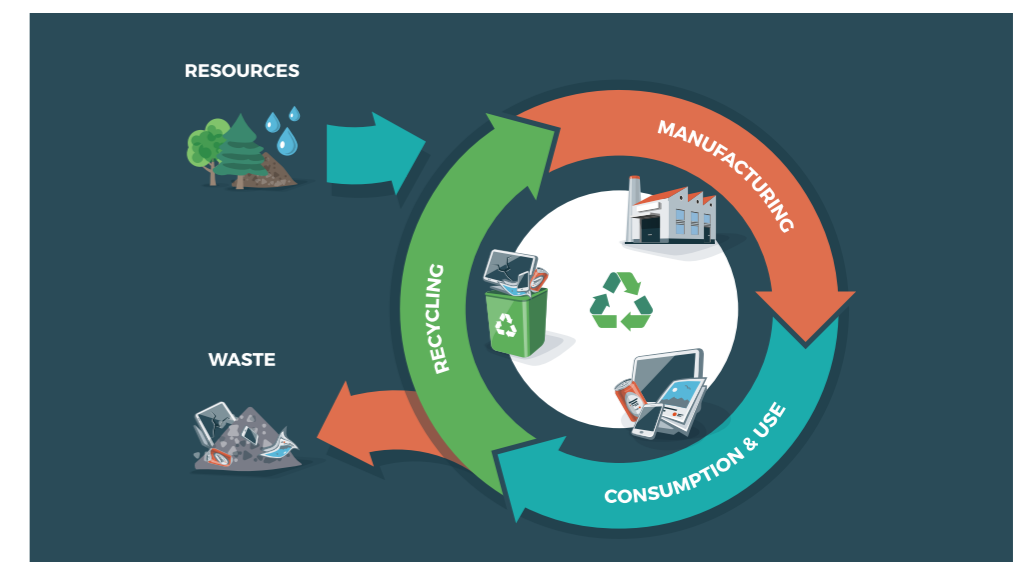 RESOURCES
MANUFACTURING
RECYCLING
WASTE
CONSUMPTION & USE